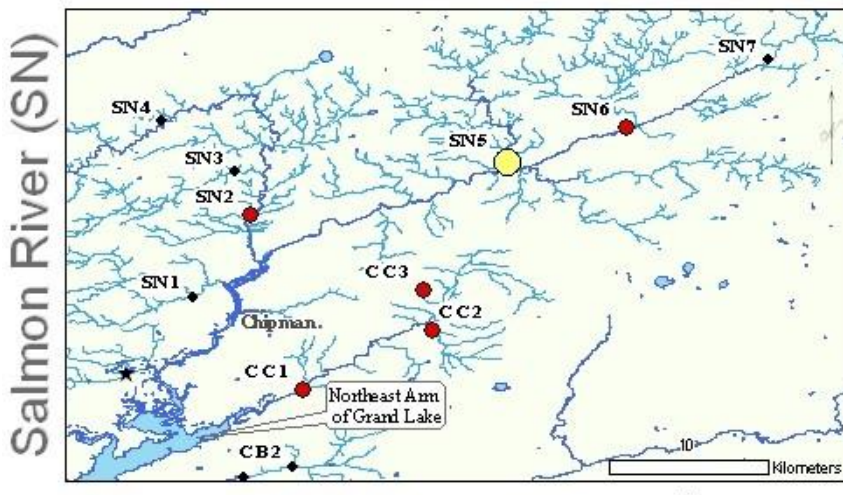 Salmon River (SN)
SN7
SN4
SN6
SN5
SN3
SN2
CC3
SN1
CC2
Chipman.
CC1
Northeast Arm
of Grand Lake
CB2
10
Kilometers